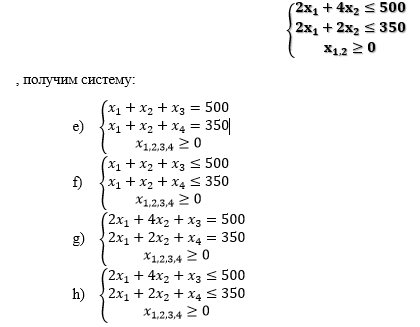 2x₁ + 4x₂ ≤ 500
2x₁ + 2x₂ ≤ 350
x₁,₂ ≥ 0
, получим систему:
e) x₁ + x₂ + x₃ = 500
x₁ + x₂ + x₄ = 350
x₁,₂,₃,₄ ≥ 0
f) x₁ + x₂ + x₃ ≤ 500
x₁ + x₂ + x₄ ≤ 350
x₁,₂,₃,₄ ≥ 0
g) 2x₁ + 4x₂ + x₃ = 500
2x₁ + 2x₂ + x₄ = 350
x₁,₂,₃,₄ ≥ 0
h) 2x₁ + 4x₂ + x₃ ≤ 500
2x₁ + 2x₂ + x₄ ≤ 350
x₁,₂,₃,₄ ≥ 0